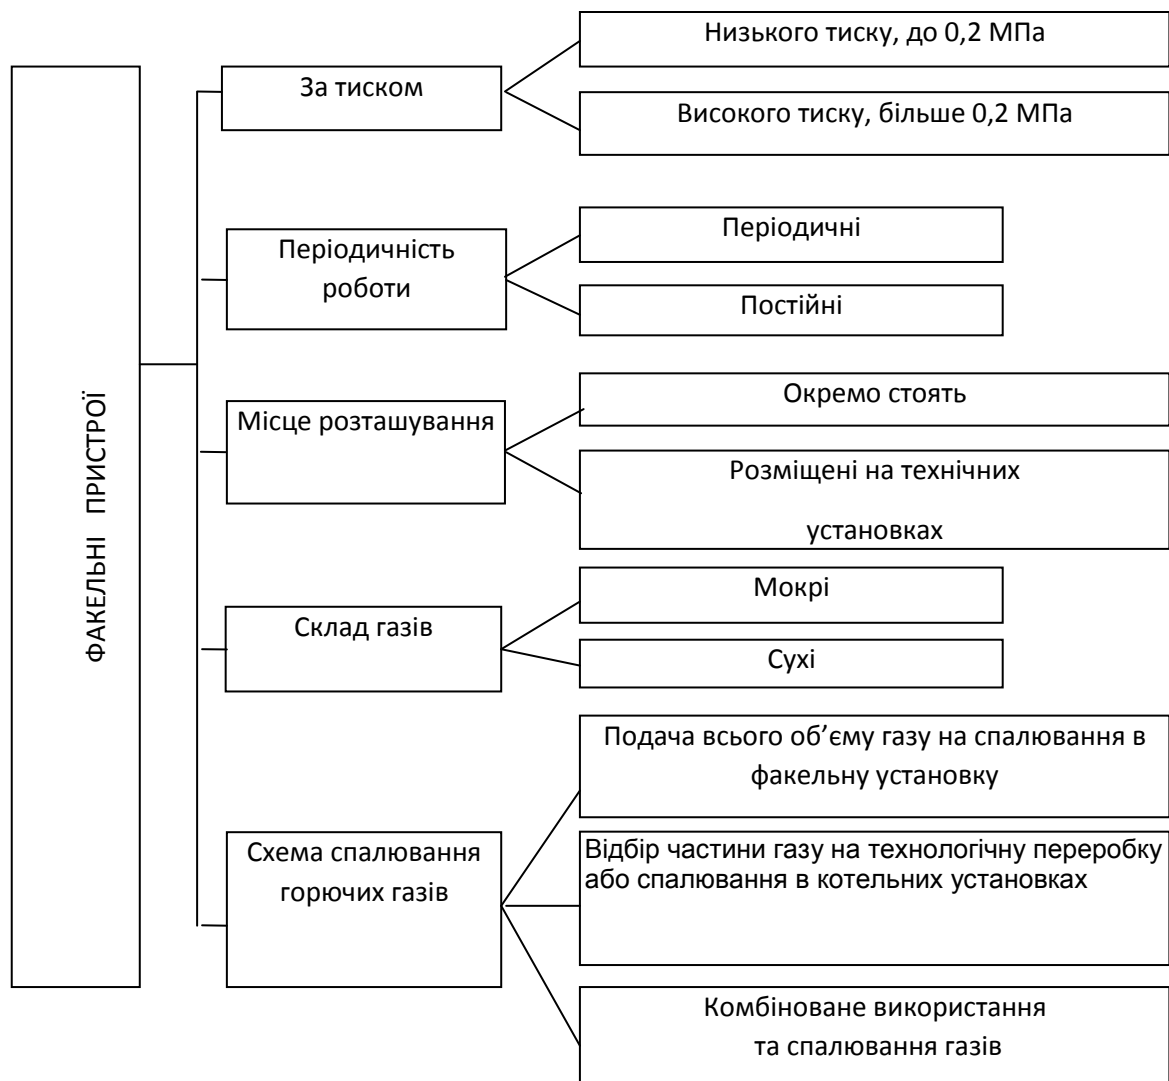 ФАКЕЛЬНІ ПРИСТРОЇ
За тиском
Низького тиску, до 0,2 МПа
Високого тиску, більше 0,2 МПа
Періодичність
роботи
Періодичні
Постійні
Місце розташування
Окремо стоять
Розміщені на технічних
установках
Склад газів
Мокрі
Сухі
Схема спалювання
горючих газів
Подача всього об’єму газу на спалювання в
факельну установку
Відбір частини газу на технологічну переробку
або спалювання в котельних установках
Комбіноване використання
та спалювання газів